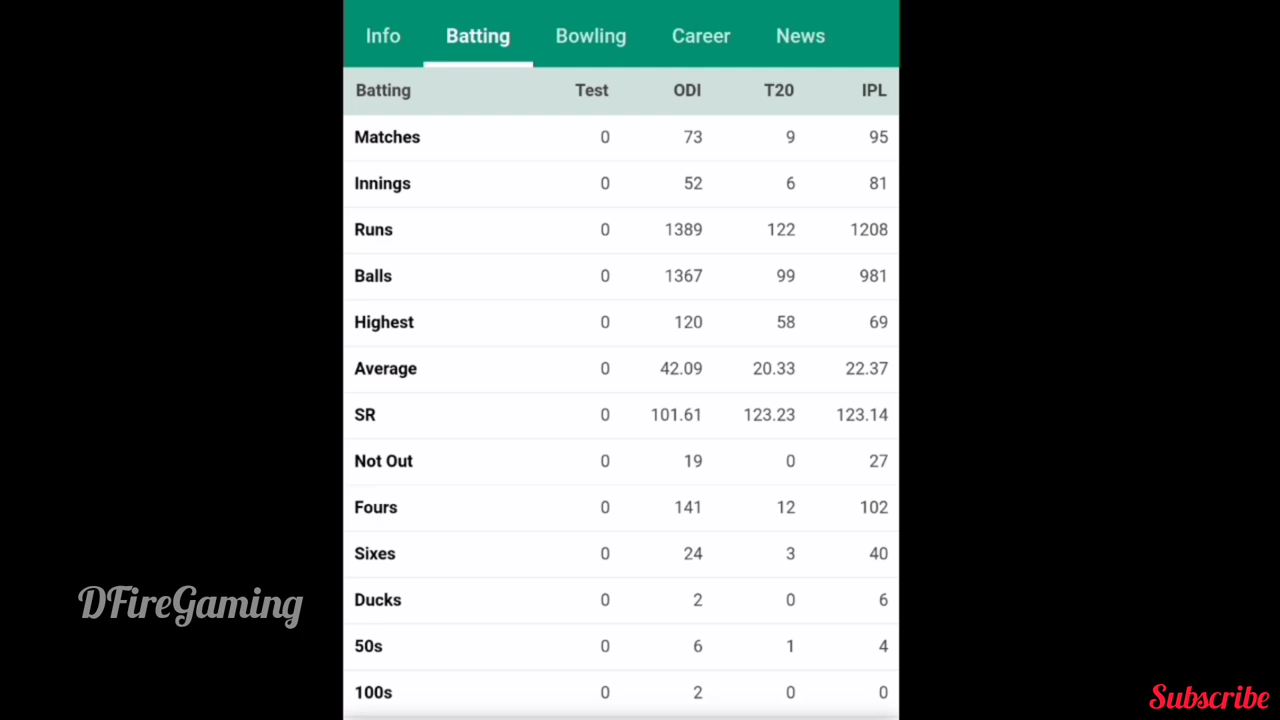 Info Batting Bowling Career News
Batting Test ODI T20 IPL
Matches 0 73 9 95
Innings 0 52 6 81
Runs 0 1389 122 1208
Balls 0 1367 99 981
Highest 0 120 58 69
Average 0 42.09 20.33 22.37
SR 0 101.61 123.23 123.14
Not Out 0 19 0 27
Fours 0 141 12 102
Sixes 0 24 3 40
Ducks 0 2 0 6
DFireGaming
50s 0 6 1 4
100s 0 2 0 0
Subscribe